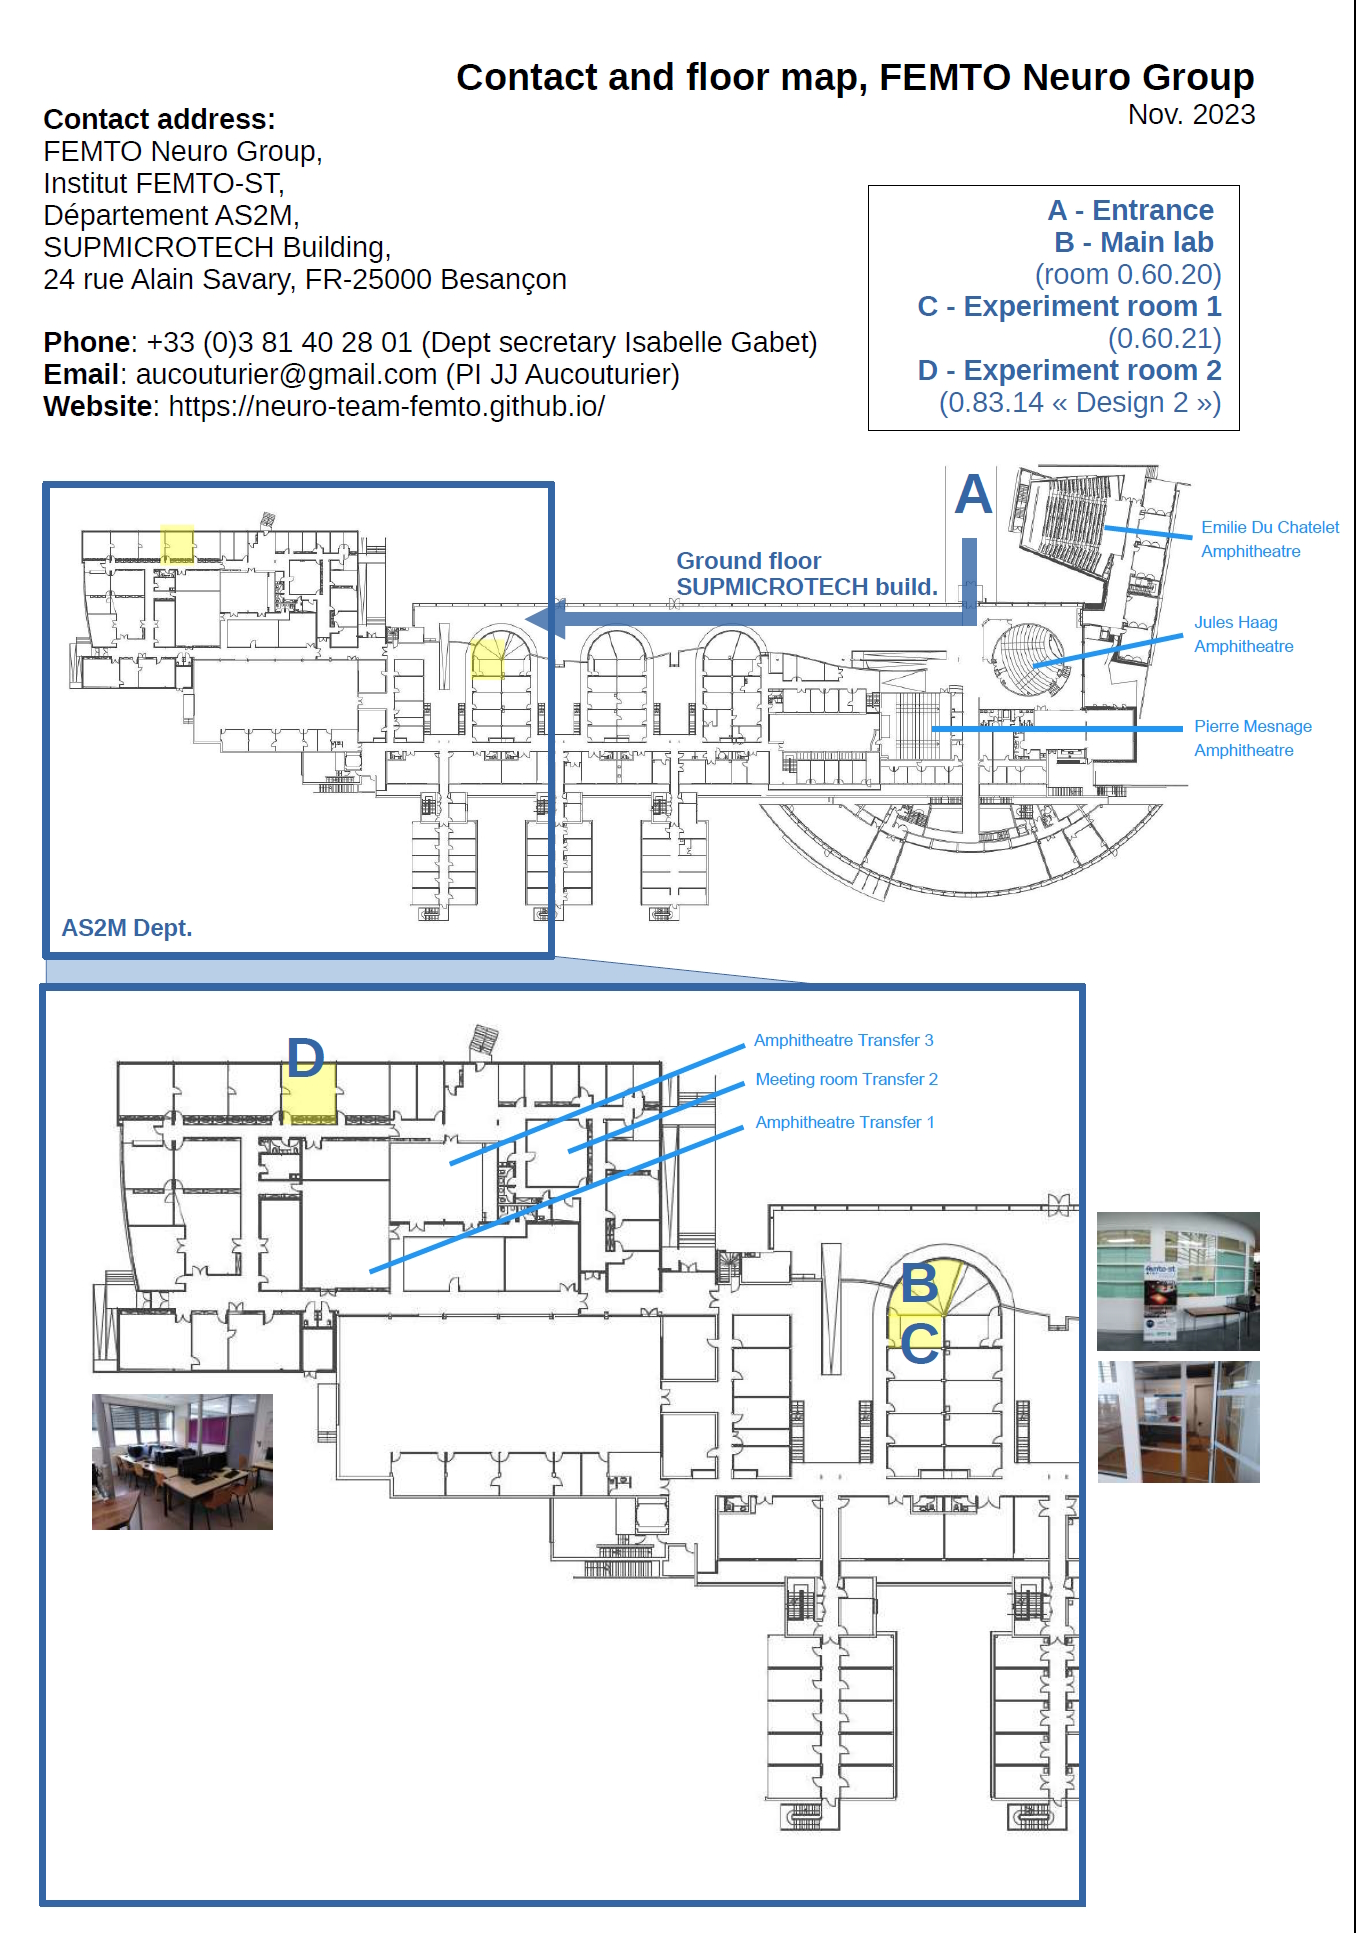 Contact and floor map, FEMTO Neuro Group
Nov. 2023
Contact address:
FEMTO Neuro Group,
Institut FEMTO-ST,
Département AS2M,
SUPMICROTECH Building,
24 rue Alain Savary, FR-25000 Besançon
Phone: +33 (0)3 81 40 28 01 (Dept secretary Isabelle Gabet)
Email: aucouturier@gmail.com (PI JJ Aucouturier)
Website: https://neuro-team-femto.github.io/
A - Entrance
B - Main lab
(room 0.60.20)
C - Experiment room 1
(0.60.21)
D - Experiment room 2
(0.83.14 « Design 2 »)
A
Emilie Du Chatelet
Amphitheatre
Ground floor
SUPMICROTECH build.
Jules Haag
Amphitheatre
Pierre Mesnage
Amphitheatre
AS2M Dept.
D
Amphitheatre Transfer 3
Meeting room Transfer 2
Amphitheatre Transfer 1
B
C
femto-st